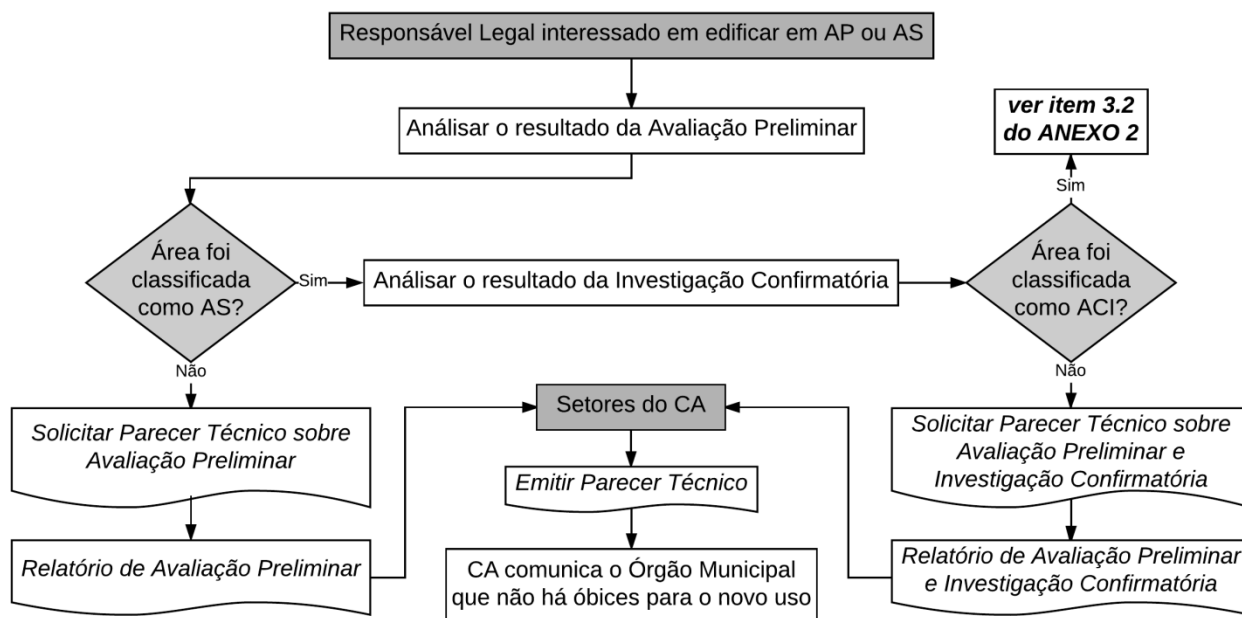 Responsável Legal interessado em edificar em AP ou AS
Análisar o resultado da Avaliação Preliminar
ver item 3.2
do ANEXO 2
Sim
Área foi
classificada
como AS?
Sim
Análisar o resultado da Investigação Confirmatória
Área foi
classificada
como ACI?
Não
Não
Solicitar Parecer Técnico sobre
Avaliação Preliminar
Setores do CA
Solicitar Parecer Técnico sobre
Avaliação Preliminar e
Investigação Confirmatória
Emitir Parecer Técnico
Relatório de Avaliação Preliminar
CA comunica o Órgão Municipal
que não há óbices para o novo uso
Relatório de Avaliação Preliminar
e Investigação Confirmatória